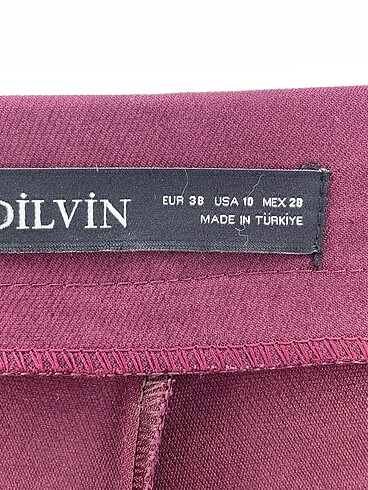 DİLVİN
EUR 38 USA 10 MEX 28
MADE IN TÜRKİYE